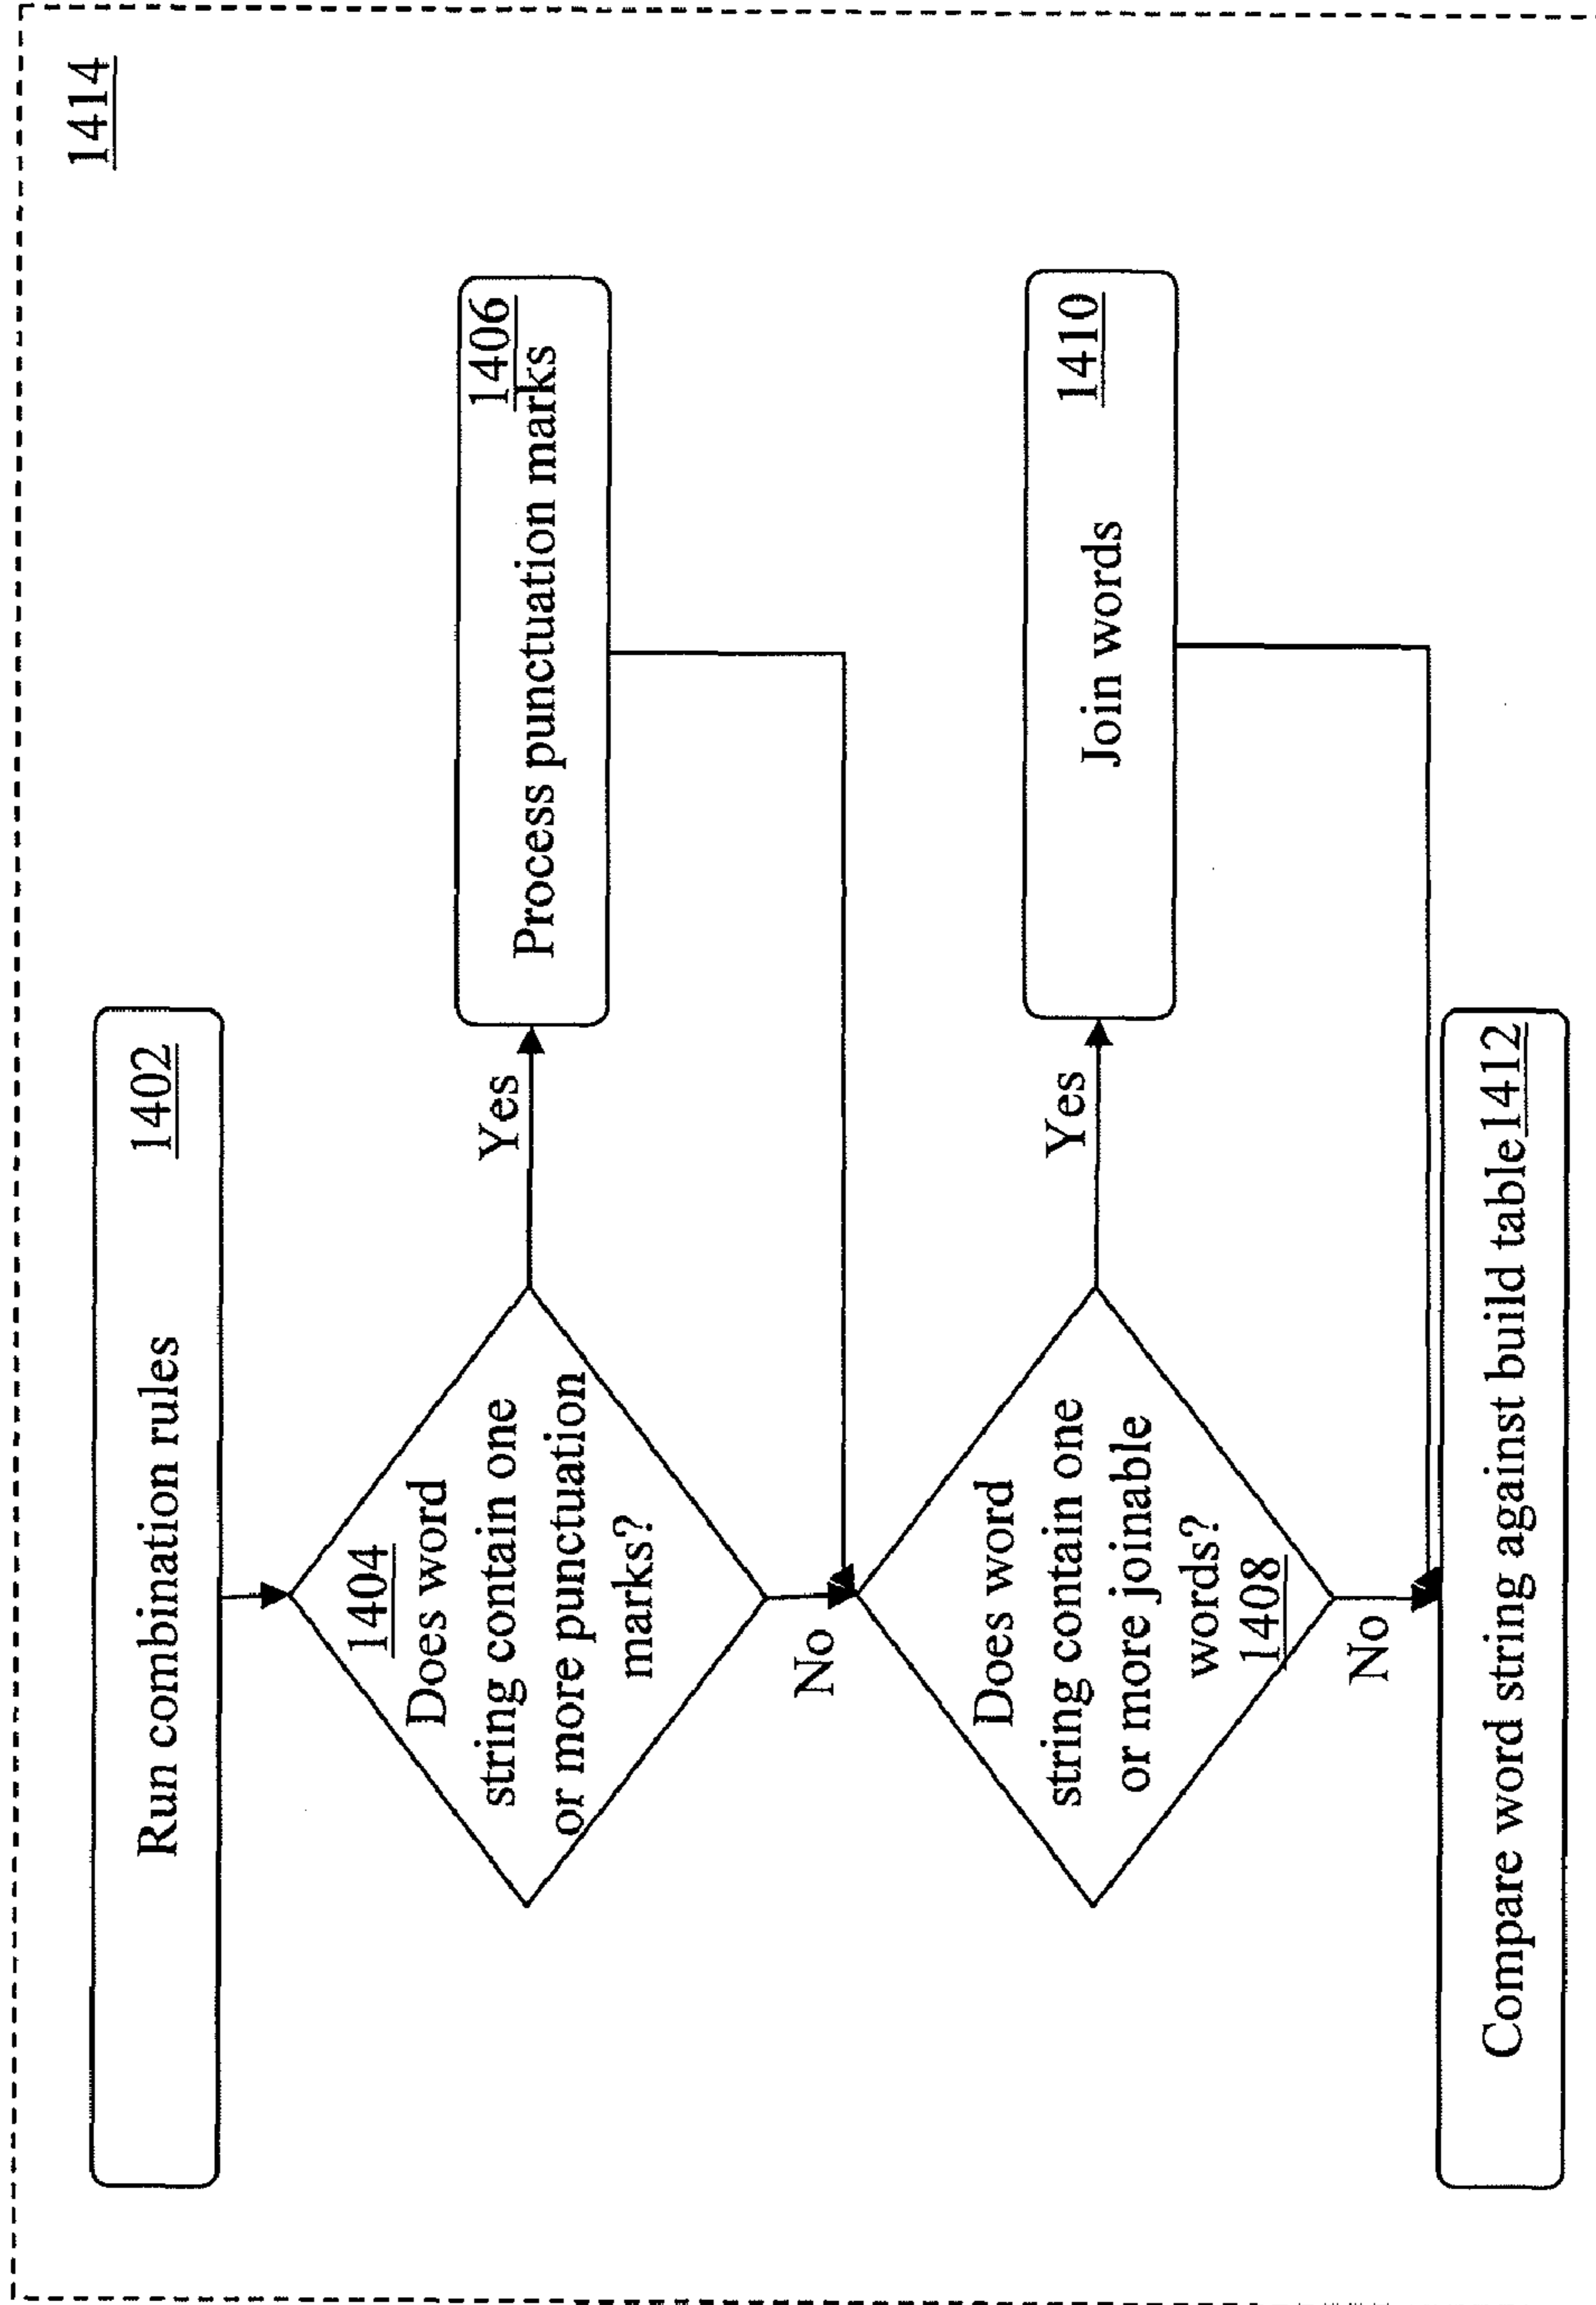 1414
Run combination rules
1402
1404
Does word
string contain one
or more punctuation
marks?
Yes
1406
Process punctuation marks
No
Does word
string contain one
or more joinable
words?
1408
Yes
1410
Join words
No
Compare word string against build table1412